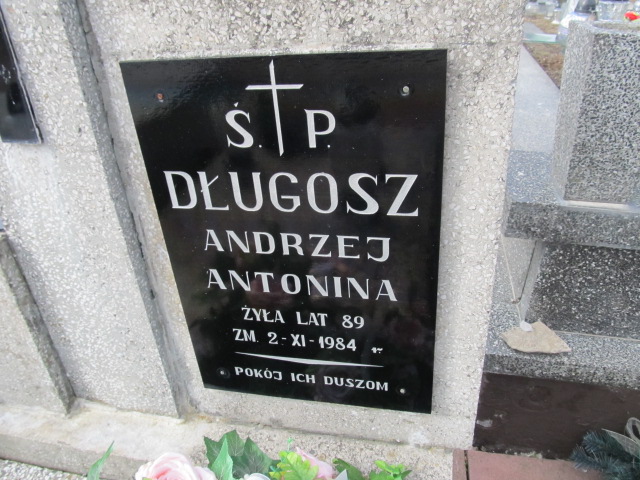 Ś. P.
DŁUGOSZ
ANDRZEJ
ANTONINA
ŻYŁA LAT 89
ZM. 2-XI-1984 r.
POKÓJ ICH DUSZOM